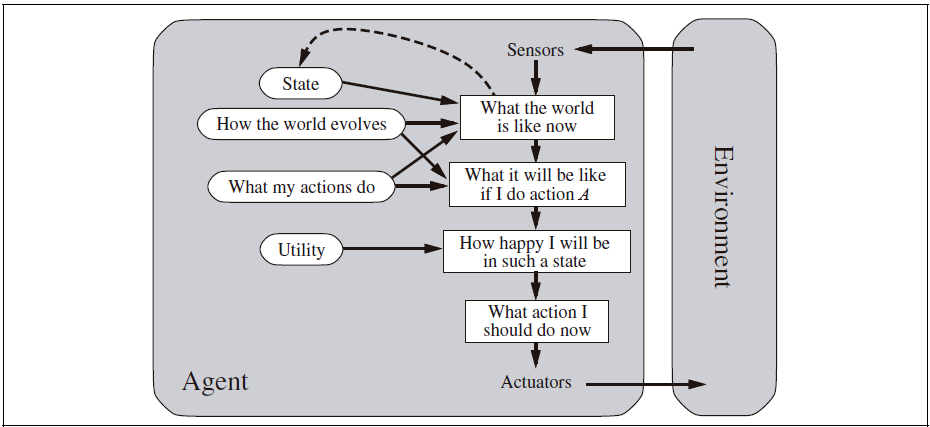 Sensors
State
What the world
is like now
How the world evolves
What my actions do
What it will be like
if I do action A
Utility
How happy I will be
in such a state
What action I
should do now
Agent
Actuators
Environment